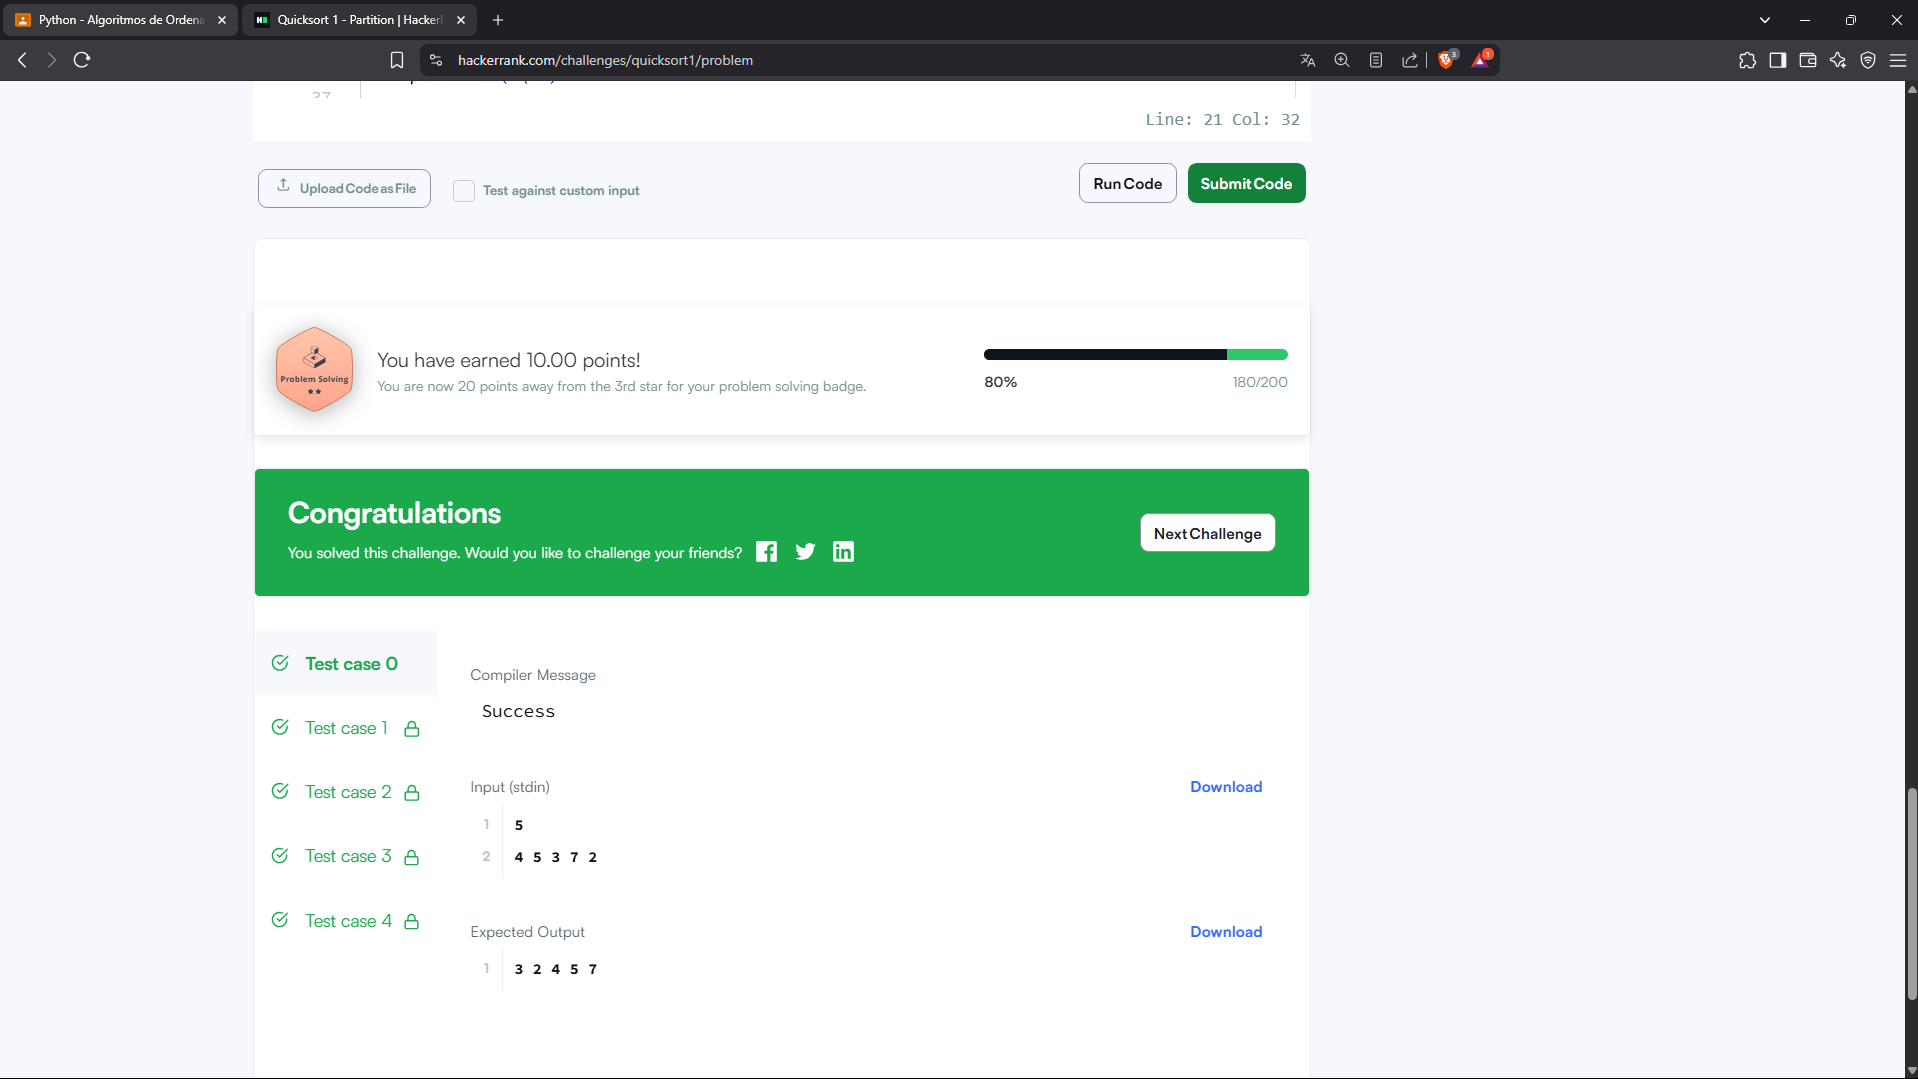 Python - Algoritmos de Ordena
Quicksort 1 - Partition | HackerR
hackerrank.com/challenges/quicksort1/problem
3
1
37
Line: 21 Col: 32
Upload Code as File
Test against custom input
Run Code
Submit Code
Problem Solving
You have earned 10.00 points!
You are now 20 points away from the 3rd star for your problem solving badge.
80%
180/200
Congratulations
You solved this challenge. Would you like to challenge your friends?
Next Challenge
Test case 0
Test case 1
Test case 2
Test case 3
Test case 4
Compiler Message
Success
Input (stdin)
Download
1 5
2 4 5 3 7 2
Expected Output
Download
1 3 2 4 5 7